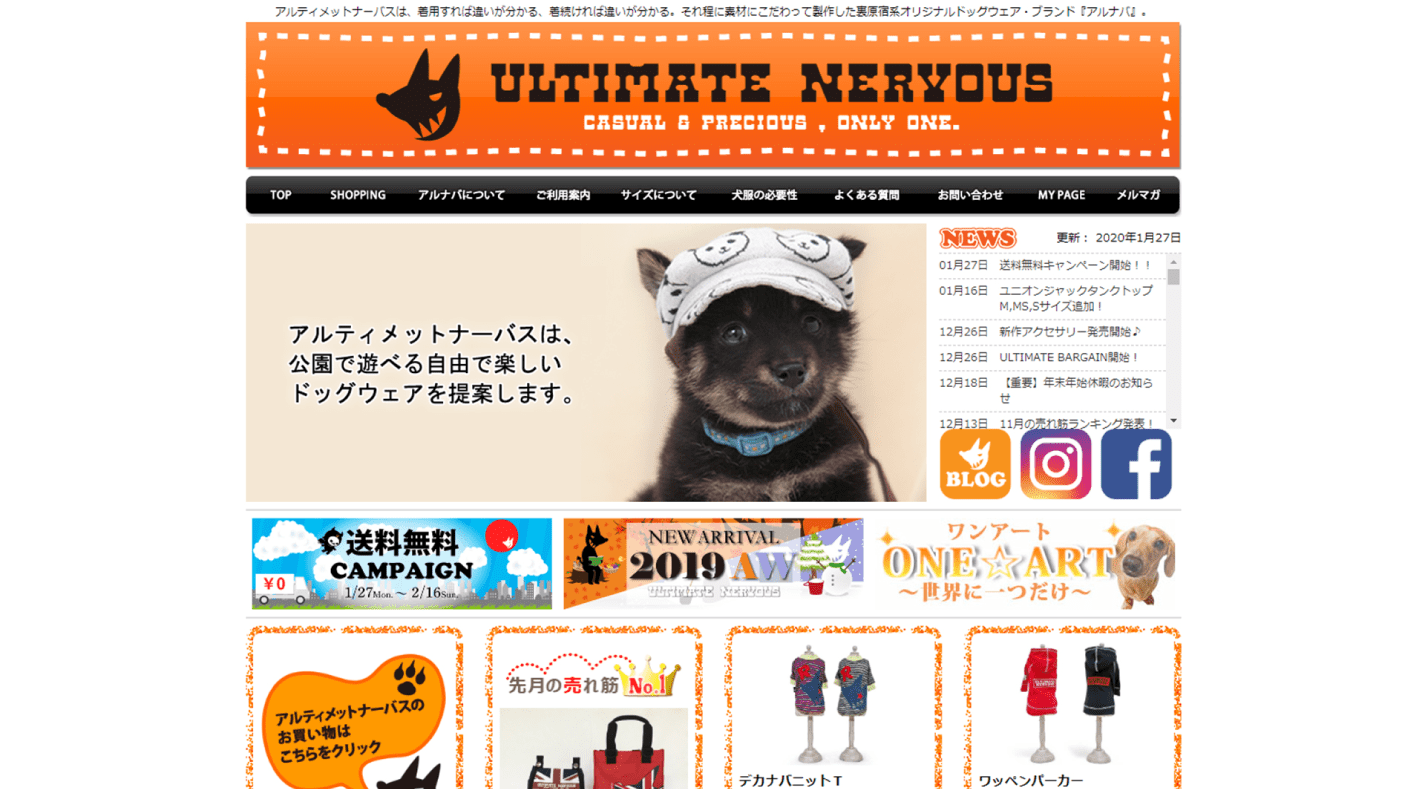 アルティメットナーバスは、着用すれば違いが分かる、着続ければ違いが分かる。それ程に素材にこだわって製作した裏原宿系オリジナルドッグウェア・ブランド『アルナバ』。
ULTIMATE NERVOUS
CASUAL & PRECIOUS , ONLY ONE.
TOP SHOPPING アルナバについて ご利用案内 サイズについて 犬服の必要性 よくある質問 お問い合わせ MY PAGE メルマガ
アルティメットナーバスは、
公園で遊べる自由で楽しい
ドッグウェアを提案します。
NEWS 更新： 2020年1月27日
01月27日 送料無料キャンペーン開始！！
01月16日 ユニオンジャックタンクトップ
M,MS,Sサイズ追加！
12月26日 新作アクセサリー発売開始♪
12月26日 ULTIMATE BARGAIN開始！
12月18日 【重要】年末年始休暇のお知ら
せ
12月13日 11月の売れ筋ランキング発表！
BLOG
送料無料
CAMPAIGN
￥0
1/27Mon. ～ 2/16Sun.
NEW ARRIVAL
2019 AW
ULTIMATE NERVOUS
ワンアート
ONE☆ART
～世界に一つだけ～
アルティメットナーバスの
お買い物は
こちらをクリック
先月の売れ筋 No.1
デカナバニットT
ワッペンパーカー